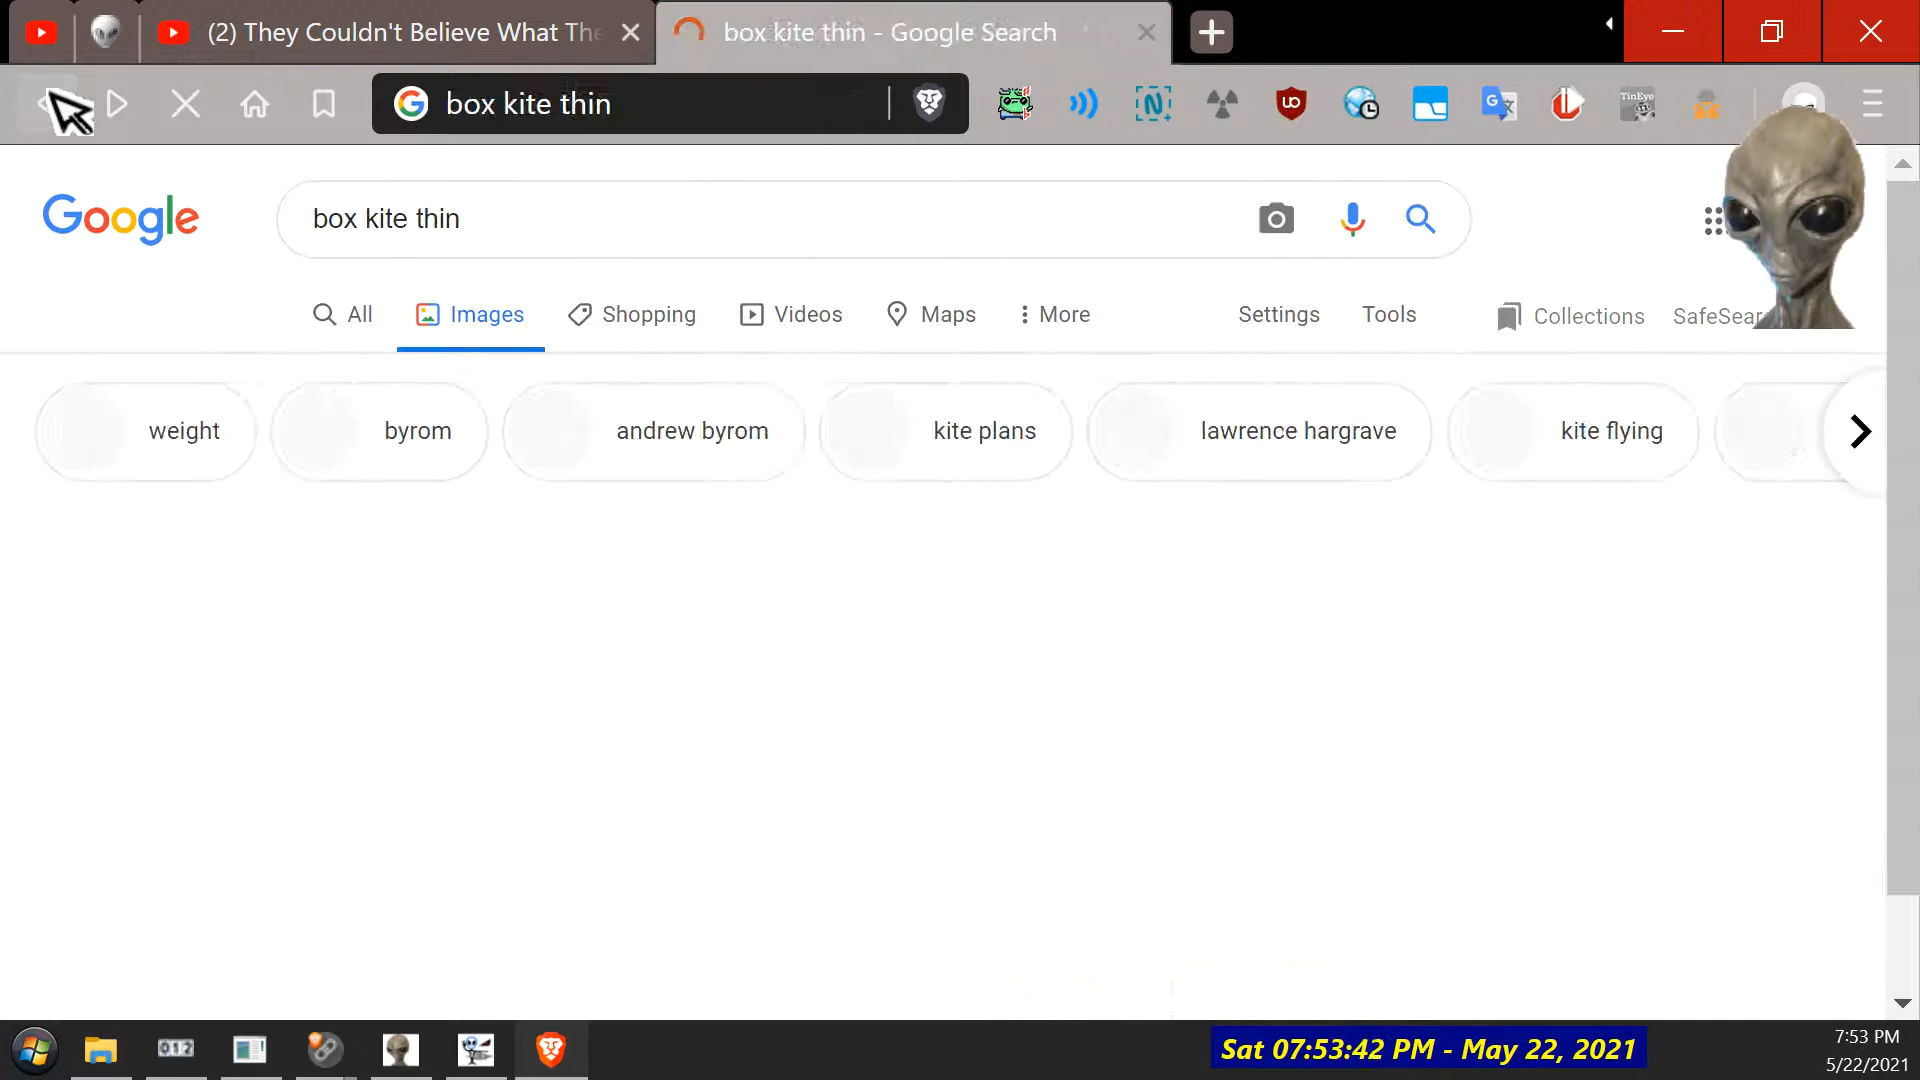 (2) They Couldn't Believe What The
box kite thin - Google Search
box kite thin
TinEye
Google
box kite thin
All
Images
Shopping
Videos
Maps
More
Settings
Tools
Collections
SafeSear
weight
byrom
andrew byrom
kite plans
lawrence hargrave
kite flying
012
Sat 07:53:42 PM - May 22, 2021
7:53 PM
5/22/2021